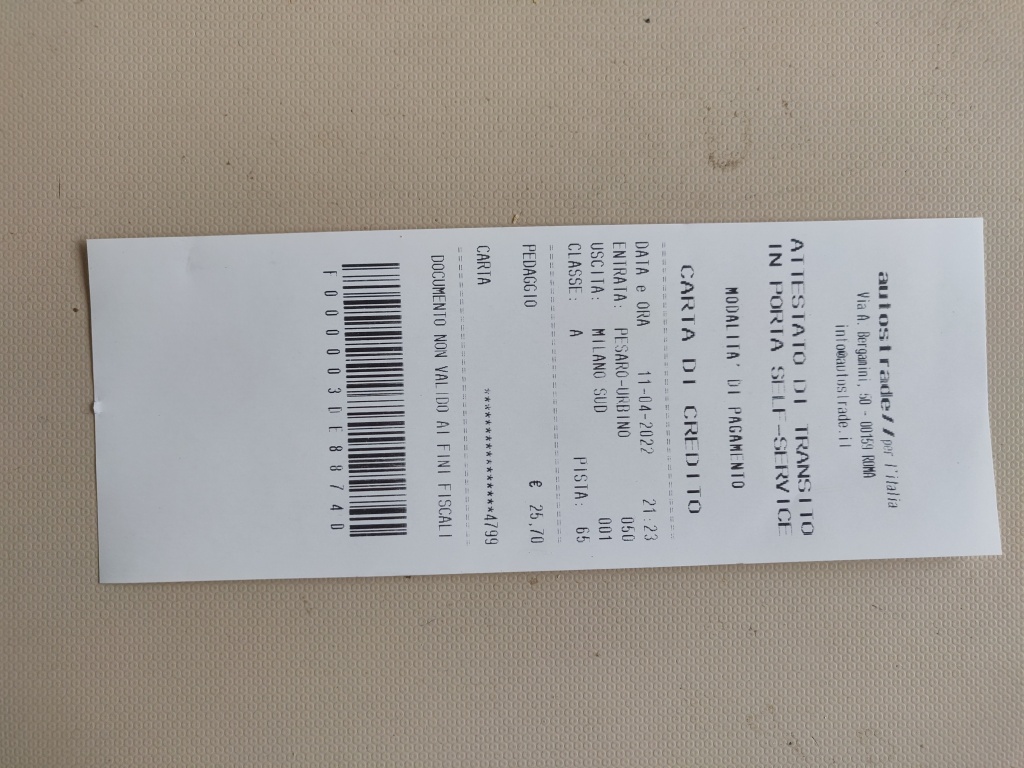 autostrade//per l'italia
Via A. Bergamini, 50 - 00159 ROMA
info@autostrade.it
ATTESTATO DI TRANSITO
IN PORTA SELF-SERVICE
MODALITA' DI PAGAMENTO
CARTA DI CREDITO
==============================
DATA e ORA 11-04-2022 21:23
ENTRATA: PESARO-URBINO 050
USCITA: MILANO SUD 001
CLASSE: A PISTA: 65
==============================
PEDAGGIO € 25,70
CARTA ***************4799
==============================
DOCUMENTO NON VALIDO AI FINI FISCALI
F00003DE88740